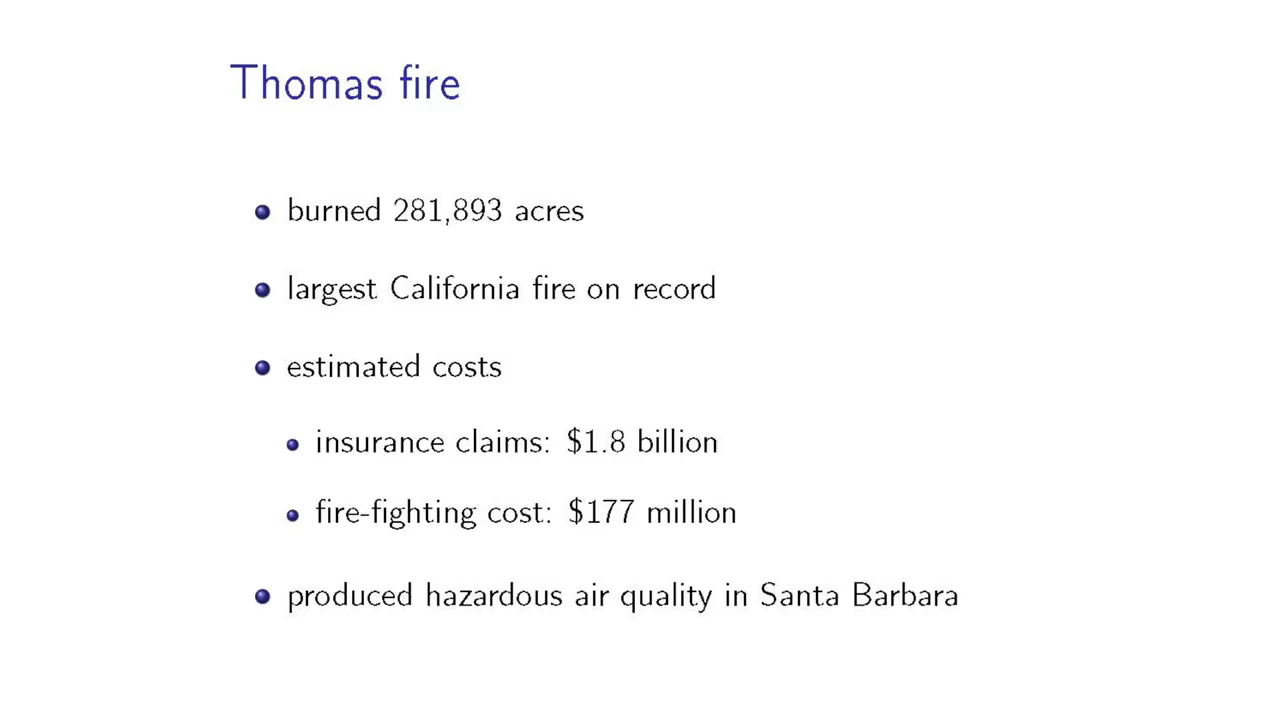 Thomas fire
burned 281,893 acres
largest California fire on record
estimated costs
insurance claims: $1.8 billion
fire-fighting cost: $177 million
produced hazardous air quality in Santa Barbara